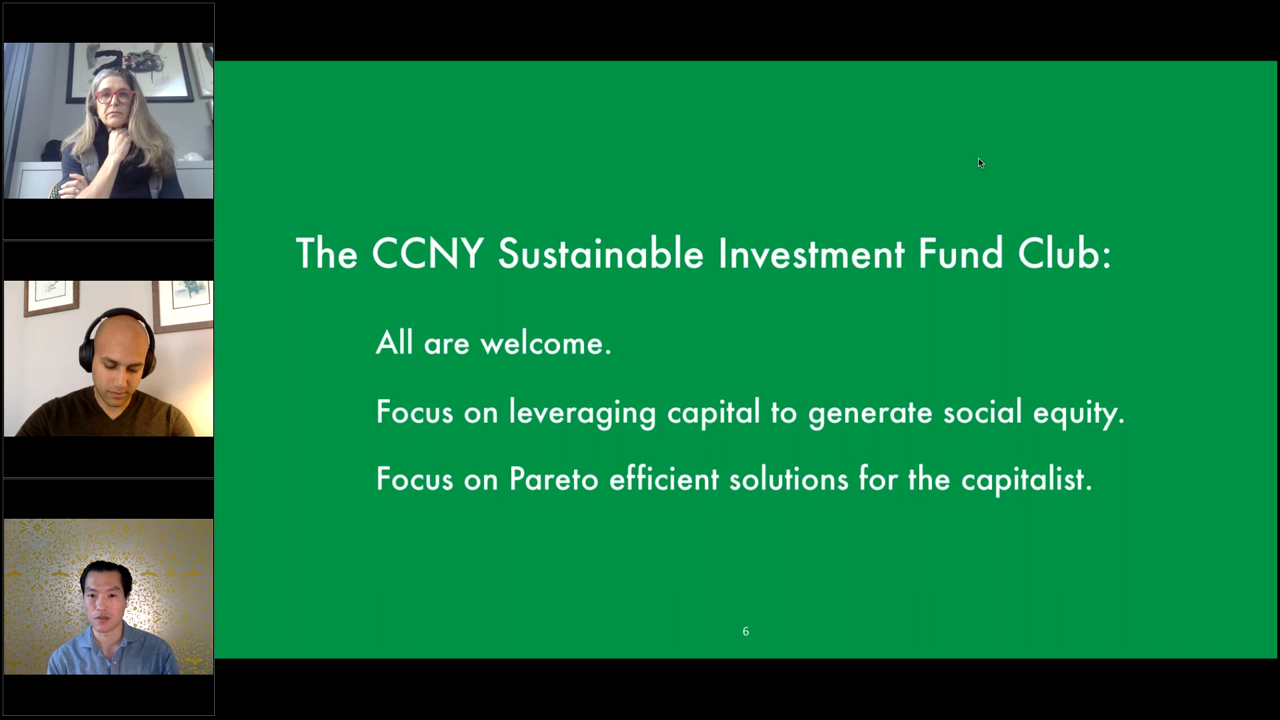 The CCNY Sustainable Investment Fund Club:
All are welcome.
Focus on leveraging capital to generate social equity.
Focus on Pareto efficient solutions for the capitalist.
6